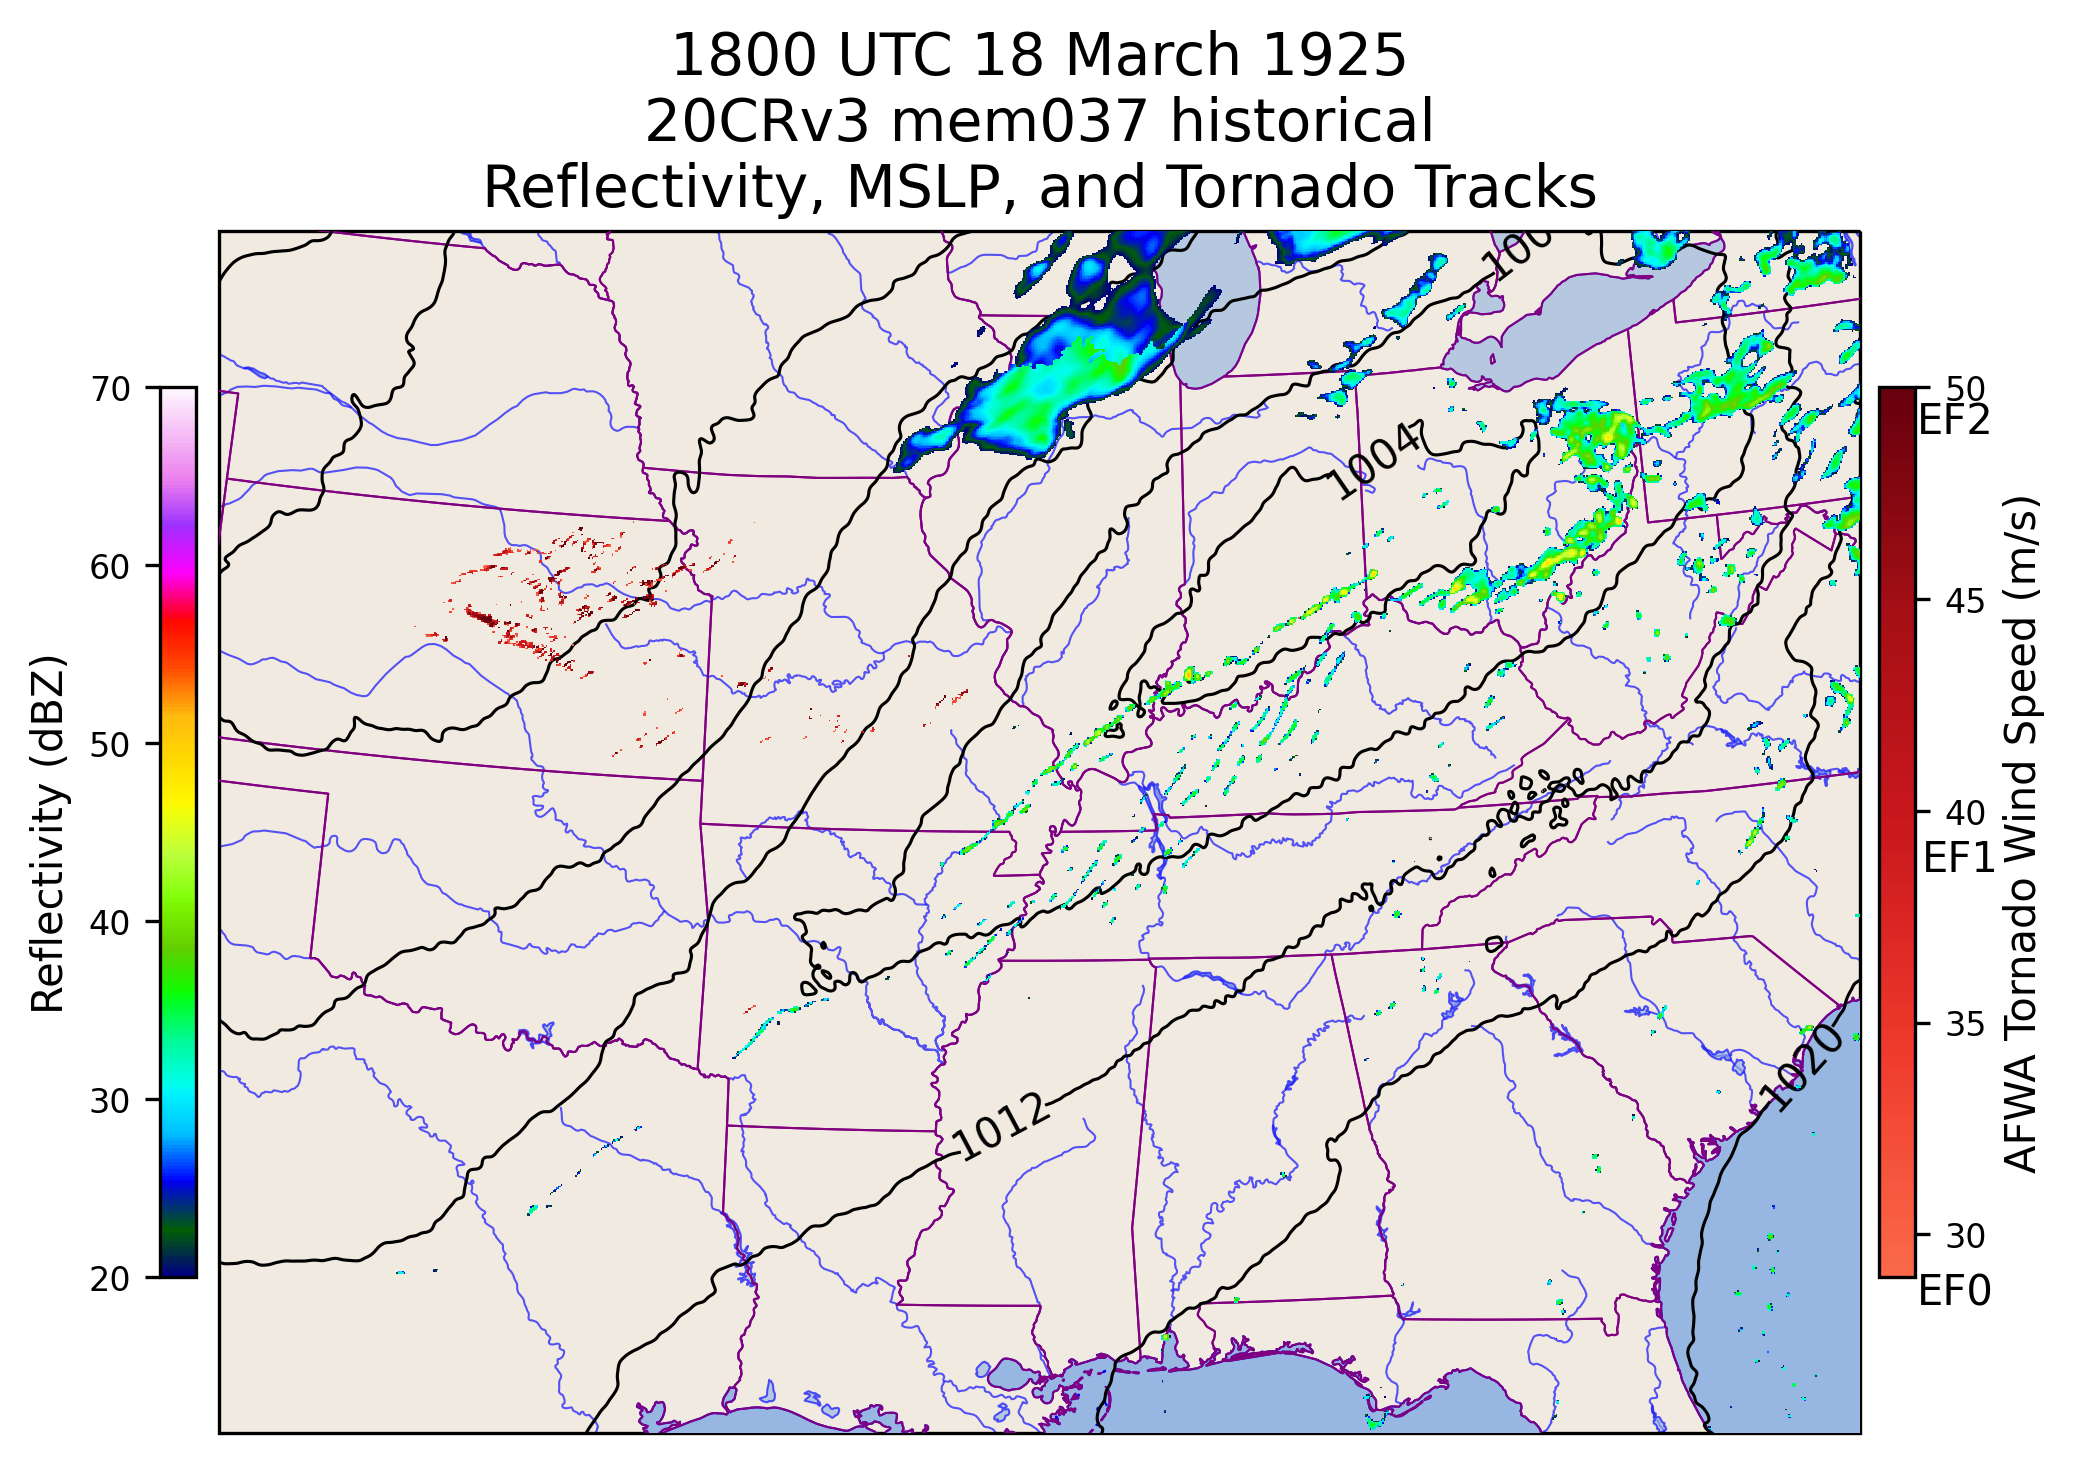 1800 UTC 18 March 1925
20CRv3 mem037 historical
Reflectivity, MSLP, and Tornado Tracks
1004
1012
1020
Reflectivity (dBZ)
70
60
50
40
30
20
50
EF2
45
40
EF1
35
30
EF0
AFWA Tornado Wind Speed (m/s)